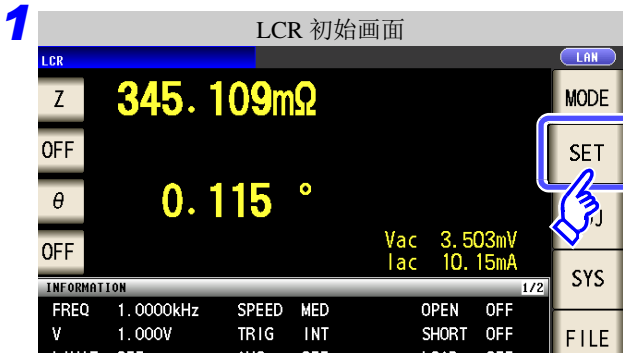 1
LCR 初始画面
LCR
LAN
Z
345.109mΩ
MODE
OFF
SET
θ
0.115 °
OFF
Vac 3.503mV
Iac 10.15mA
SYS
INFORMATION
1/2
FREQ 1.0000kHz SPEED MED OPEN OFF
V 1.000V TRIG INT SHORT OFF
FILE